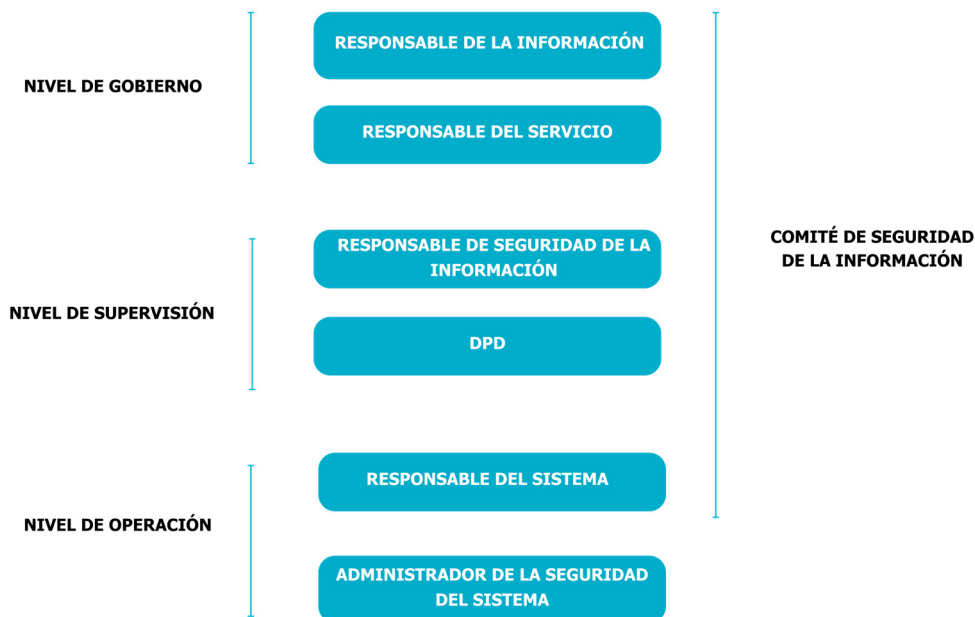 NIVEL DE GOBIERNO
RESPONSABLE DE LA INFORMACIÓN
RESPONSABLE DEL SERVICIO
NIVEL DE SUPERVISIÓN
RESPONSABLE DE SEGURIDAD DE LA
INFORMACIÓN
DPD
NIVEL DE OPERACIÓN
RESPONSABLE DEL SISTEMA
ADMINISTRADOR DE LA SEGURIDAD
DEL SISTEMA
COMITÉ DE SEGURIDAD
DE LA INFORMACIÓN